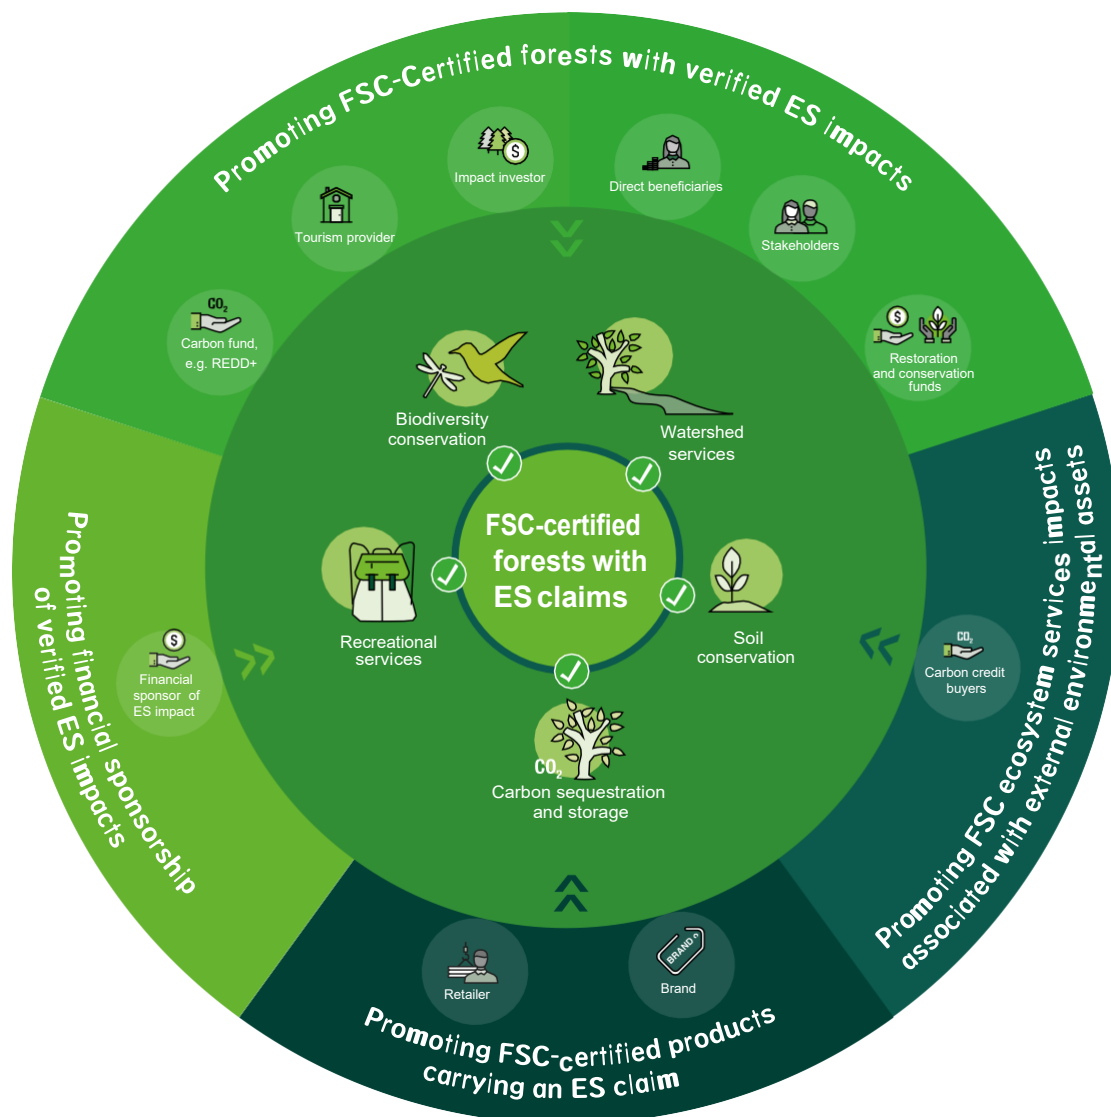 Promoting FSC-Certified forests with verified ES impacts
$
Impact investor
Direct beneficiaries
Tourism provider
Stakeholders
CO₂
Carbon fund,
e.g. REDD+
$
Restoration
and conservation
funds
Biodiversity
conservation
Watershed
services
FSC-certified
forests with
ES claims
Recreational
services
Soil
conservation
CO₂
Carbon sequestration
and storage
Promoting financial sponsorship
of verified ES impacts
$
Financial
sponsor of
ES impact
Promoting FSC ecosystem services impacts
associated with external environmental assets
CO₂
Carbon credit
buyers
Retailer
BRAND
Brand
Promoting FSC-certified products
carrying an ES claim